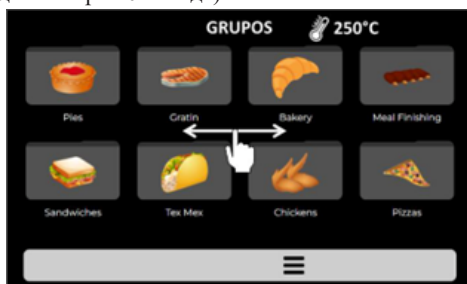 GRUPOS 250°C
Pies Gratin Bakery Meal Finishing
Sandwiches Tex Mex Chickens Pizzas